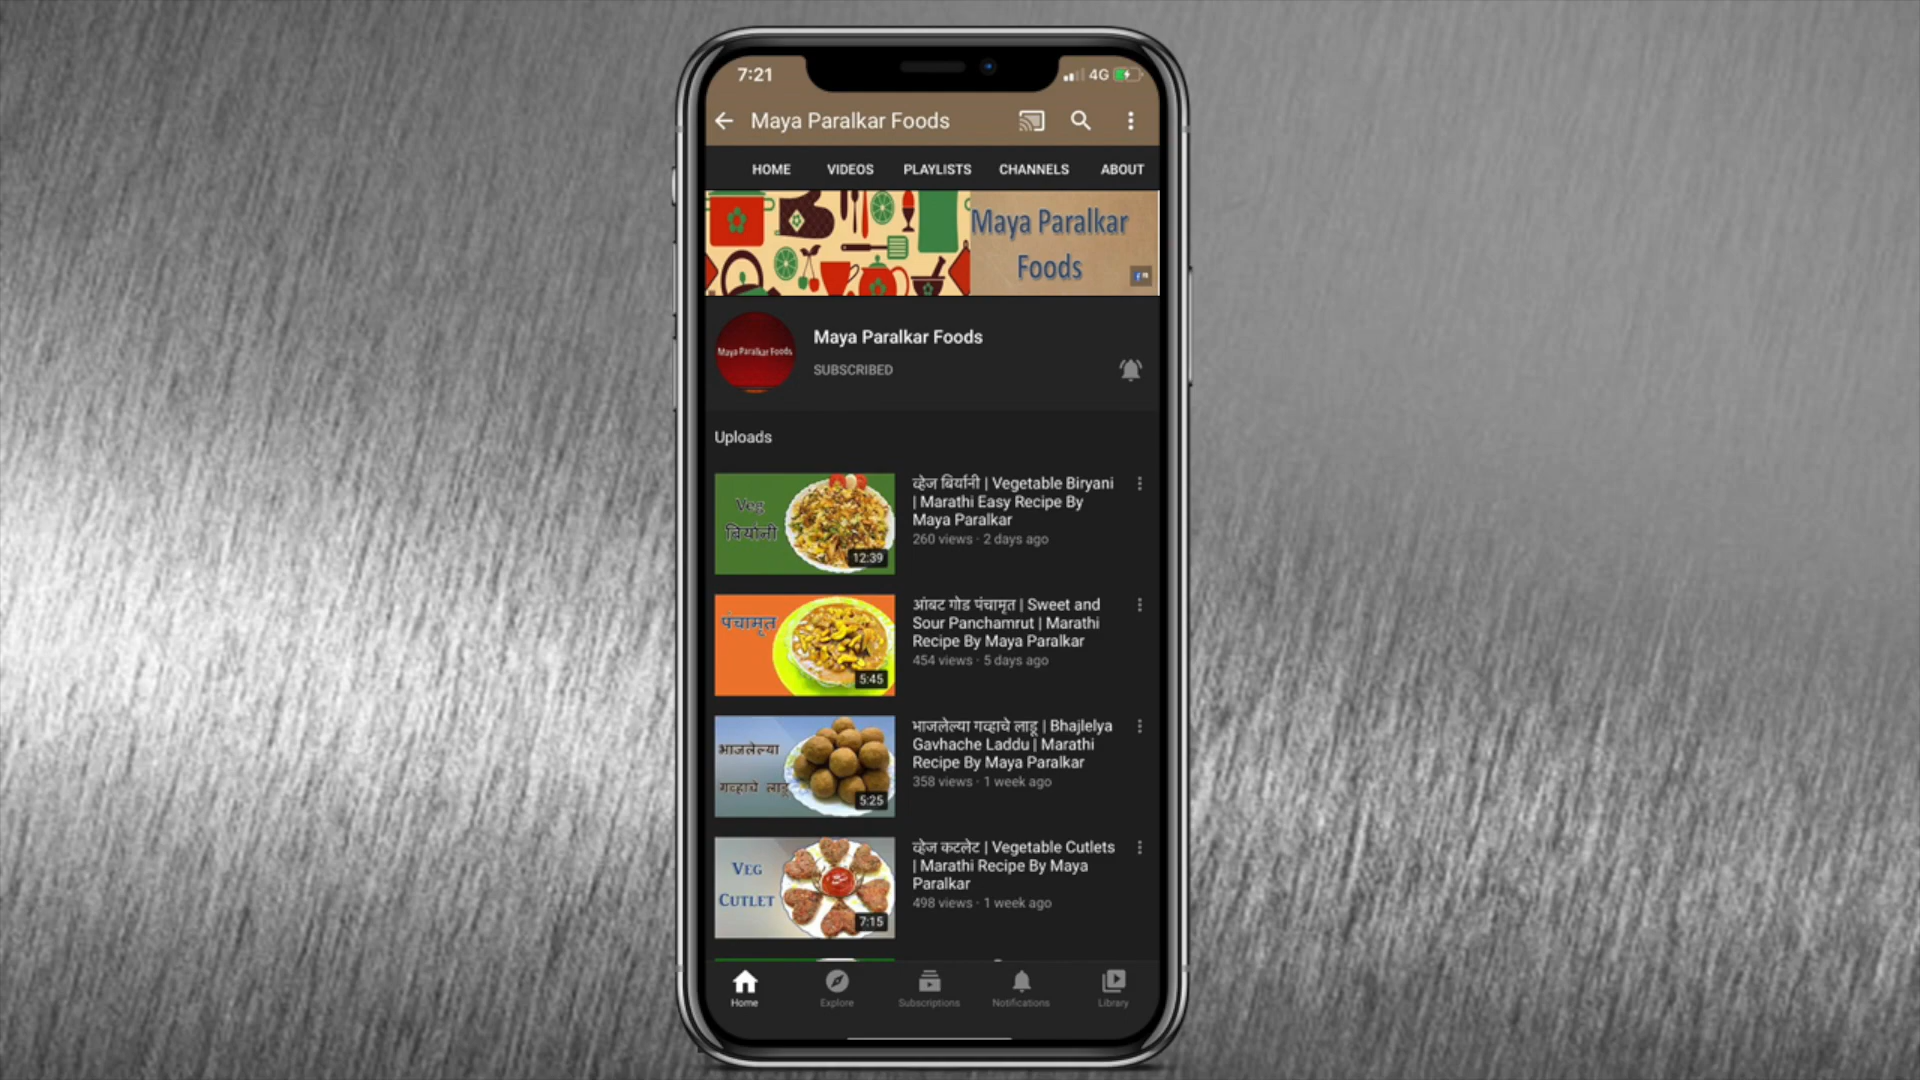 7:21
4G
Maya Paralkar Foods
HOME VIDEOS PLAYLISTS CHANNELS ABOUT
Maya Paralkar
Foods
Maya Paralkar Foods
Maya Paralkar Foods
SUBSCRIBED
Uploads
Veg
बिर्यानी
12:39
व्हेज बिर्यानी | Vegetable Biryani
| Marathi Easy Recipe By
Maya Paralkar
260 views · 2 days ago
पंचामृत
5:45
आंबट गोड पंचामृत | Sweet and
Sour Panchamrut | Marathi
Recipe By Maya Paralkar
454 views · 5 days ago
भाजलेल्या
गव्हाचे लाडू
5:25
भाजलेल्या गव्हाचे लाडू | Bhajlelya
Gavhache Laddu | Marathi
Recipe By Maya Paralkar
358 views · 1 week ago
VEG
CUTLET
7:15
व्हेज कटलेट | Vegetable Cutlets
| Marathi Recipe By Maya
Paralkar
498 views · 1 week ago
Home Explore Subscriptions Notifications Library